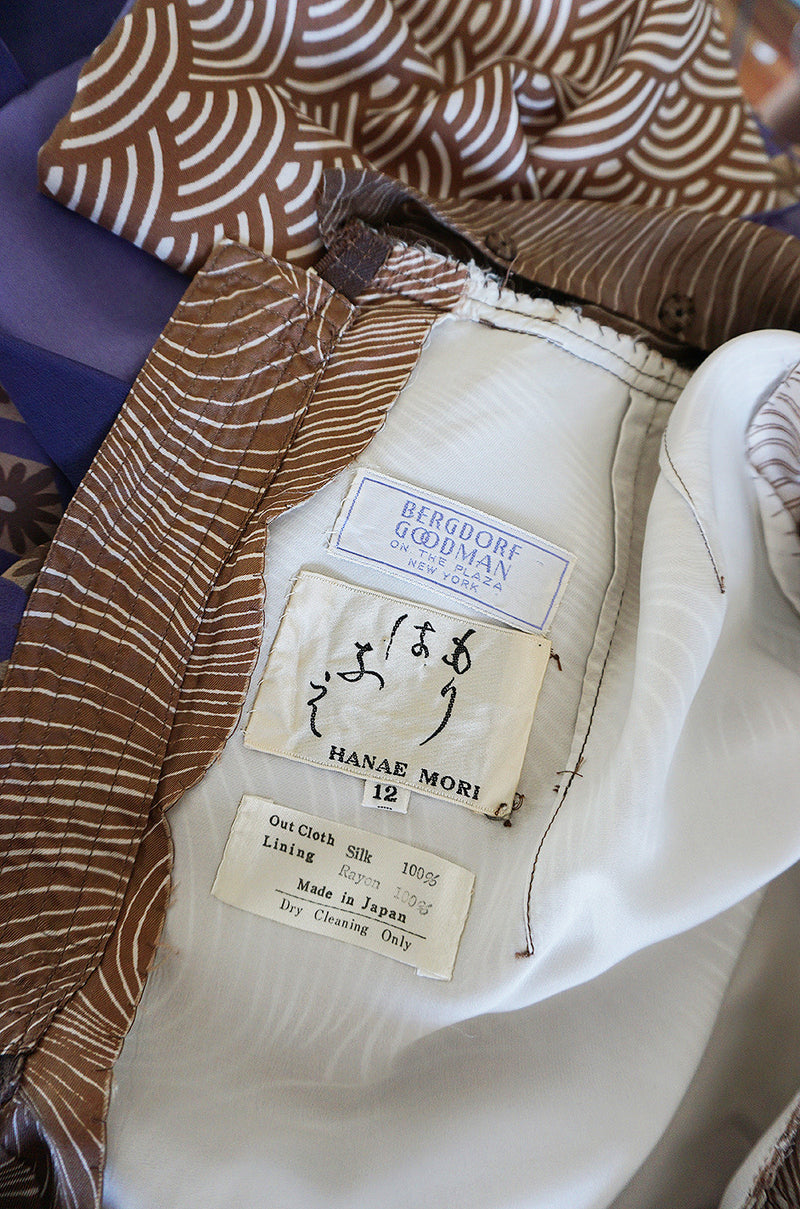 BERGDORF
GOODMAN
ON THE PLAZA
NEW YORK
もり
はなえ
HANAE MORI
12
Out Cloth Silk 100%
Lining Rayon 100%
Made in Japan
Dry Cleaning Only